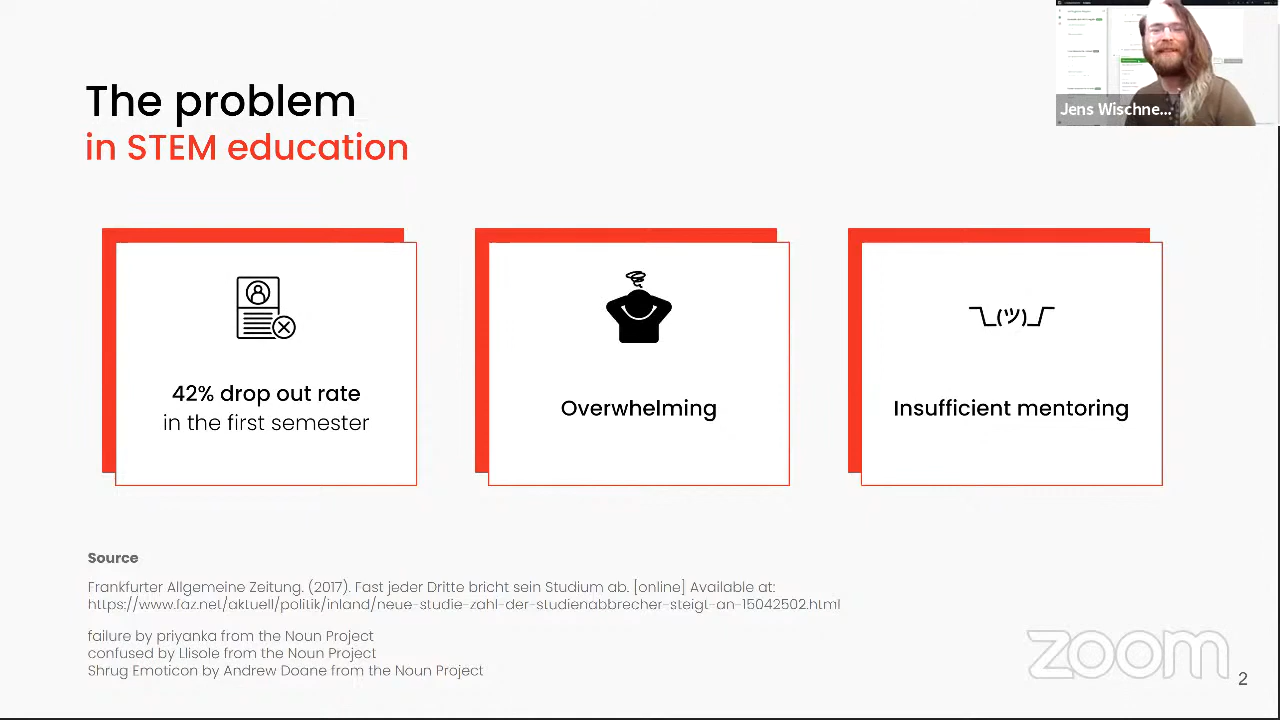 The problem
in STEM education
Jens Wischne...
42% drop out rate
in the first semester
Overwhelming
¯\_(ツ)_/¯
Insufficient mentoring
Source
Frankfurter Allgemeine Zeitung. (2017). Fast jeder Dritte bricht sein Studium ab. [online] Available at:
https://www.faz.net/aktuell/politik/inland/neue-studie-zahl-der-studienabbrecher-steigt-an-15042502.html
failure by priyanka from the Noun Project
confused by Llisole from the Noun Project
Shrug Emoticon by Andrew Doane from the Noun Project
zoom
2